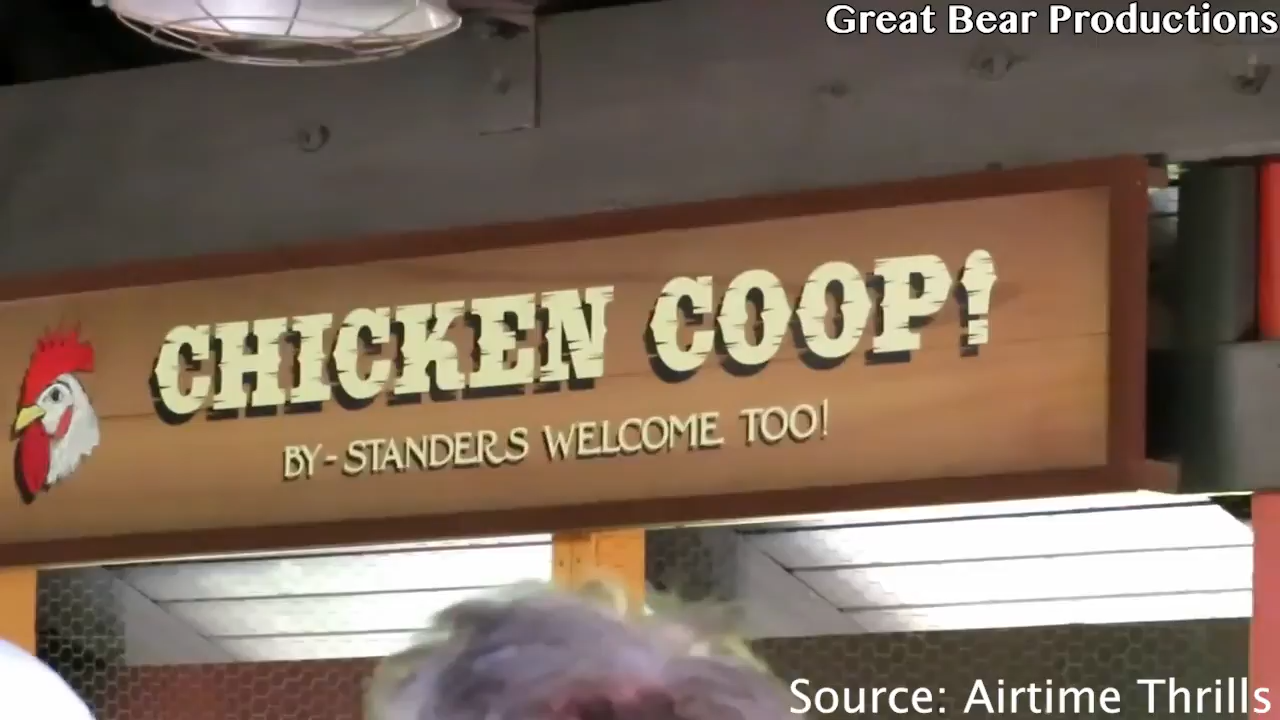 Great Bear Productions
CHICKEN COOP!
BY-STANDERS WELCOME TOO!
Source: Airtime Thrills